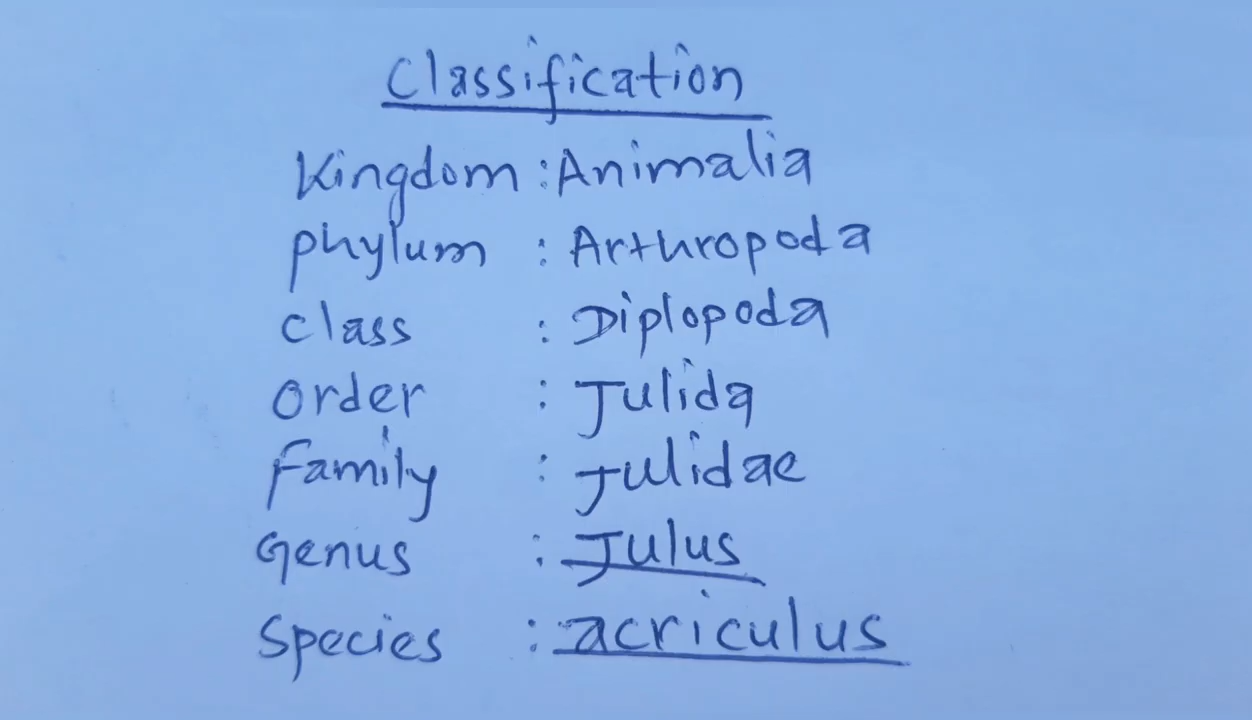 Classification
Kingdom : Animalia
phylum : Arthropoda
class : Diplopoda
order : Julida
family : Julidae
Genus : Julus
Species : acriculus